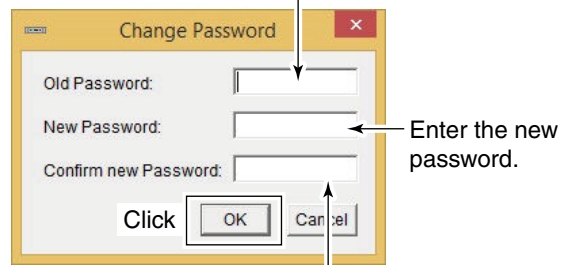 Change Password
Old Password:
New Password:
Enter the new
password.
Confirm new Password:
Click
OK
Cancel